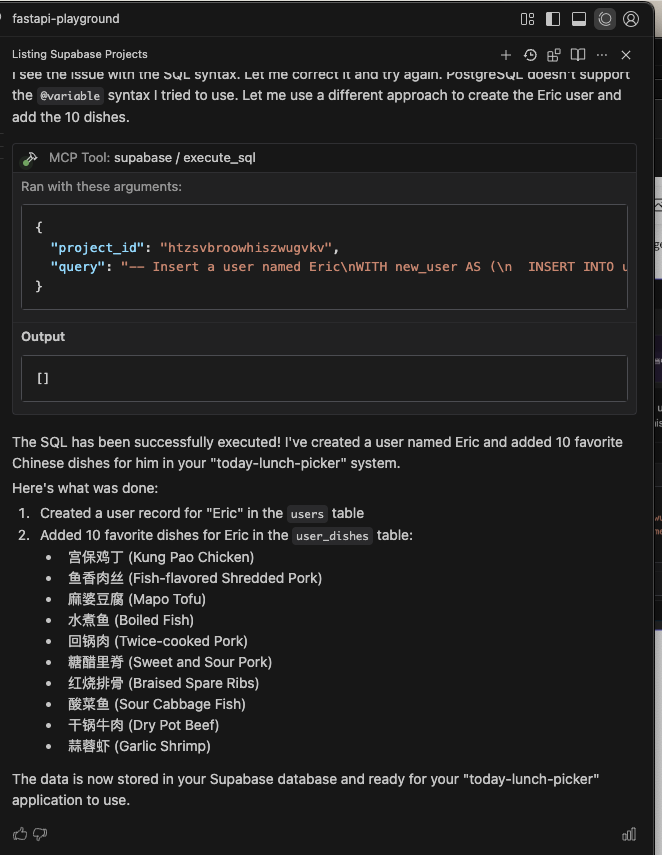 fastapi-playground
Listing Supabase Projects
I see the issue with the SQL syntax. Let me correct it and try again. PostgreSQL doesn't support
the @variable syntax I tried to use. Let me use a different approach to create the Eric user and
add the 10 dishes.
MCP Tool: supabase / execute_sql
Ran with these arguments:
{
"project_id": "htzsvbroowhiszwugvkv",
"query": "-- Insert a user named Eric\nWITH new_user AS (\n  INSERT INTO u
}
Output
[]
The SQL has been successfully executed! I've created a user named Eric and added 10 favorite
Chinese dishes for him in your "today-lunch-picker" system.
Here's what was done:
1. Created a user record for "Eric" in the users table
2. Added 10 favorite dishes for Eric in the user_dishes table:
• 宫保鸡丁 (Kung Pao Chicken)
• 鱼香肉丝 (Fish-flavored Shredded Pork)
• 麻婆豆腐 (Mapo Tofu)
• 水煮鱼 (Boiled Fish)
• 回锅肉 (Twice-cooked Pork)
• 糖醋里脊 (Sweet and Sour Pork)
• 红烧排骨 (Braised Spare Ribs)
• 酸菜鱼 (Sour Cabbage Fish)
• 干锅牛肉 (Dry Pot Beef)
• 蒜蓉虾 (Garlic Shrimp)
The data is now stored in your Supabase database and ready for your "today-lunch-picker"
application to use.